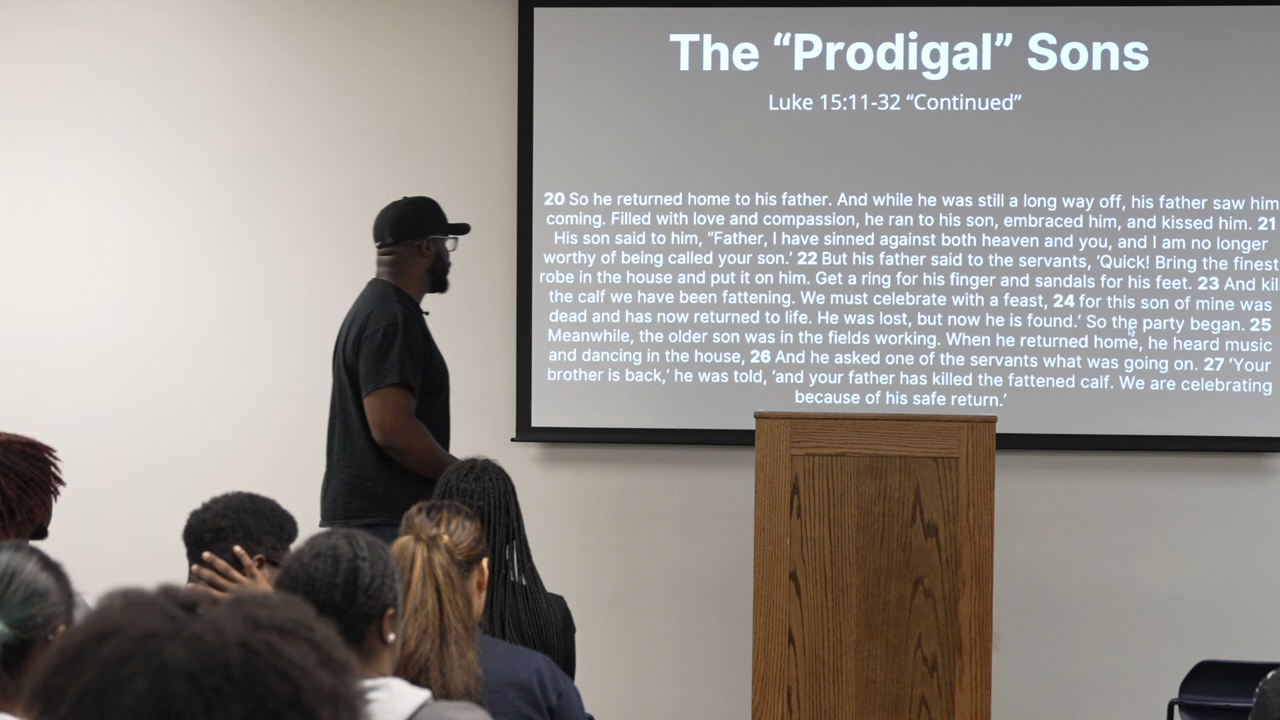 The “Prodigal” Sons
Luke 15:11-32 “Continued”
20 So he returned home to his father. And while he was still a long way off, his father saw him
coming. Filled with love and compassion, he ran to his son, embraced him, and kissed him. 21
His son said to him, “Father, I have sinned against both heaven and you, and I am no longer
worthy of being called your son.’ 22 But his father said to the servants, ‘Quick! Bring the finest
robe in the house and put it on him. Get a ring for his finger and sandals for his feet. 23 And kil
the calf we have been fattening. We must celebrate with a feast, 24 for this son of mine was
dead and has now returned to life. He was lost, but now he is found.’ So the party began. 25
Meanwhile, the older son was in the fields working. When he returned home, he heard music
and dancing in the house, 26 And he asked one of the servants what was going on. 27 ‘Your
brother is back,’ he was told, ‘and your father has killed the fattened calf. We are celebrating
because of his safe return.’